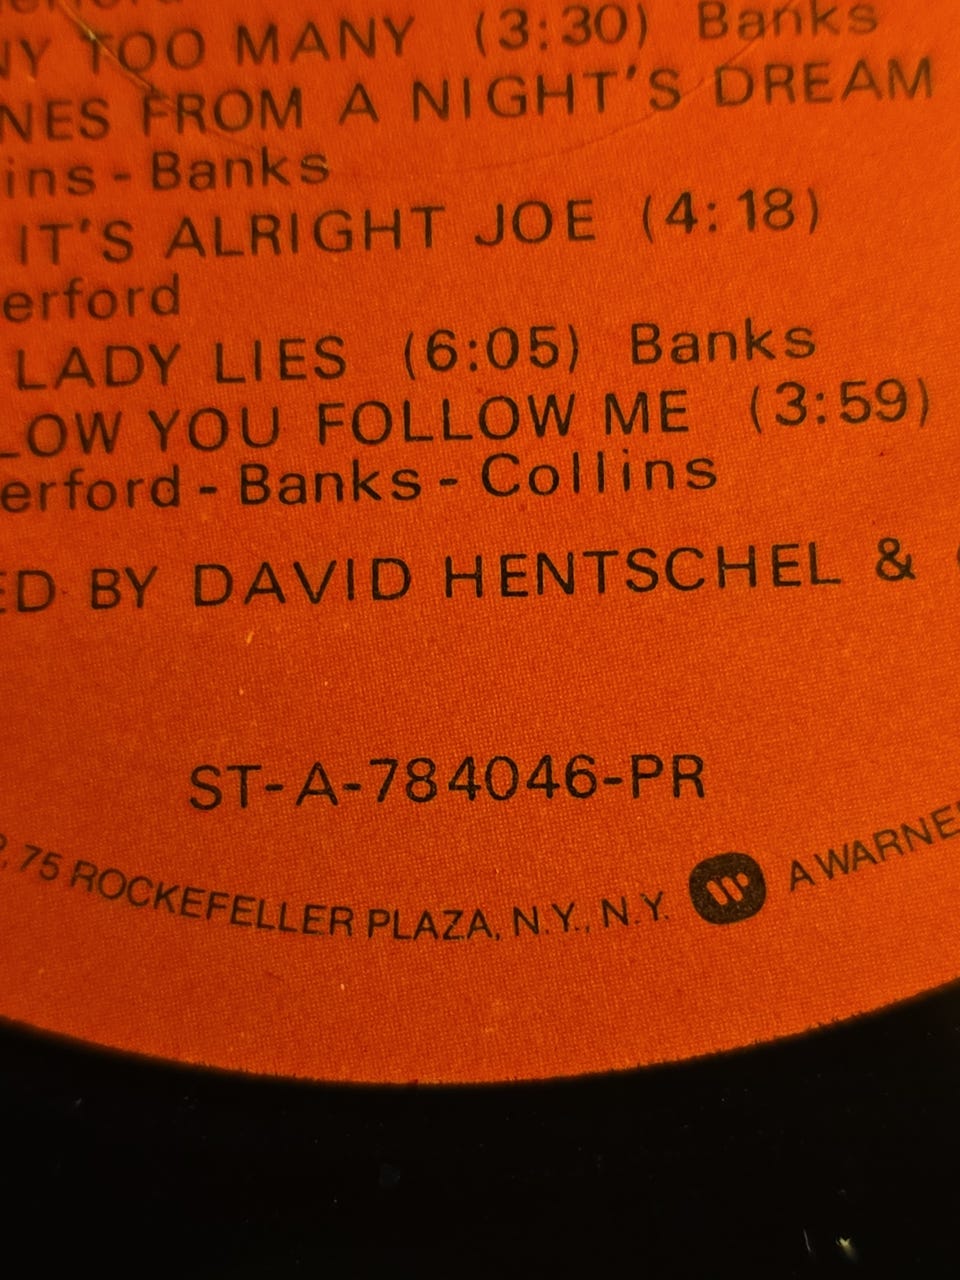 NY TOO MANY (3:30) Banks
NES FROM A NIGHT'S DREAM
ins - Banks
IT'S ALRIGHT JOE (4:18)
erford
LADY LIES (6:05) Banks
LOW YOU FOLLOW ME (3:59)
erford - Banks - Collins
ED BY DAVID HENTSCHEL &
ST-A-784046-PR
75 ROCKEFELLER PLAZA, N.Y., N.Y. A WARNE